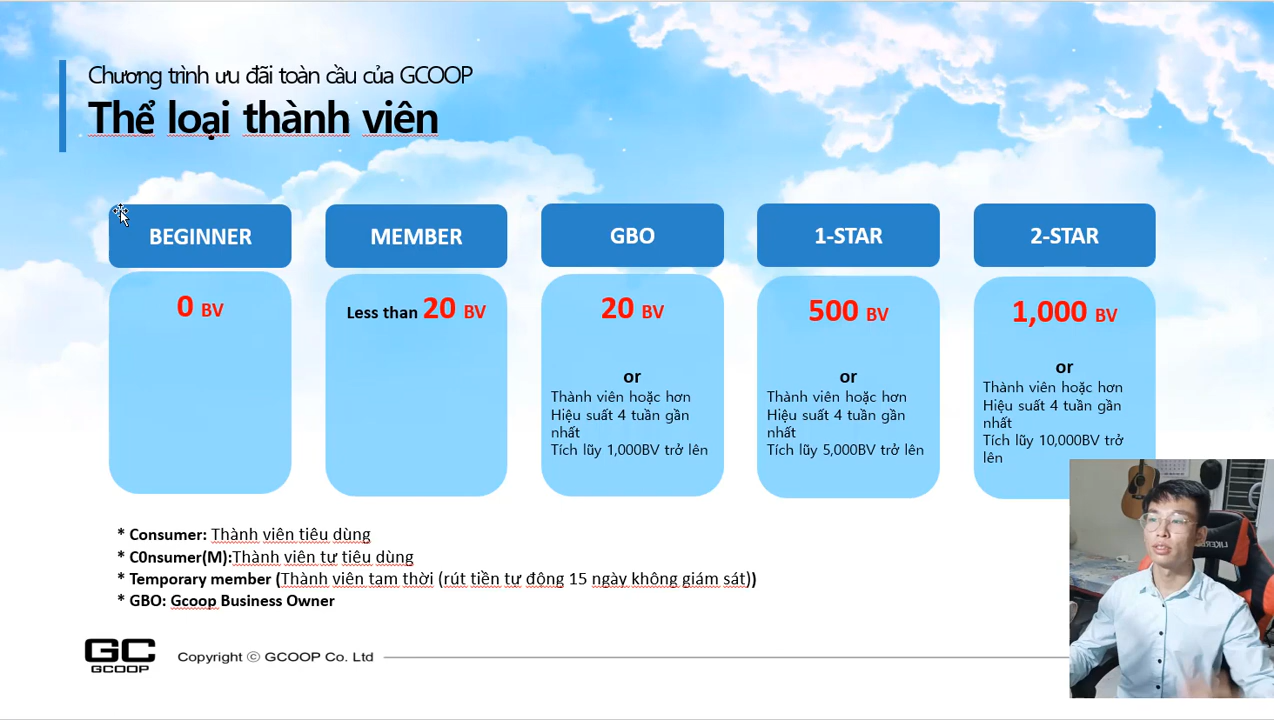 Chương trình ưu đãi toàn cầu của GCOOP
Thể loại thành viên
BEGINNER
0 BV
MEMBER
Less than 20 BV
GBO
20 BV
or
Thành viên hoặc hơn
Hiệu suất 4 tuần gần
nhất
Tích lũy 1,000BV trở lên
1-STAR
500 BV
or
Thành viên hoặc hơn
Hiệu suất 4 tuần gần
nhất
Tích lũy 5,000BV trở lên
2-STAR
1,000 BV
or
Thành viên hoặc hơn
Hiệu suất 4 tuần gần
nhất
Tích lũy 10,000BV trở
lên
* Consumer: Thành viên tiêu dùng
* C0nsumer(M):Thành viên tự tiêu dùng
* Temporary member (Thành viên tạm thời (rút tiền tự động 15 ngày không giám sát))
* GBO: Gcoop Business Owner
GC
GCOOP
Copyright ⓒ GCOOP Co. Ltd